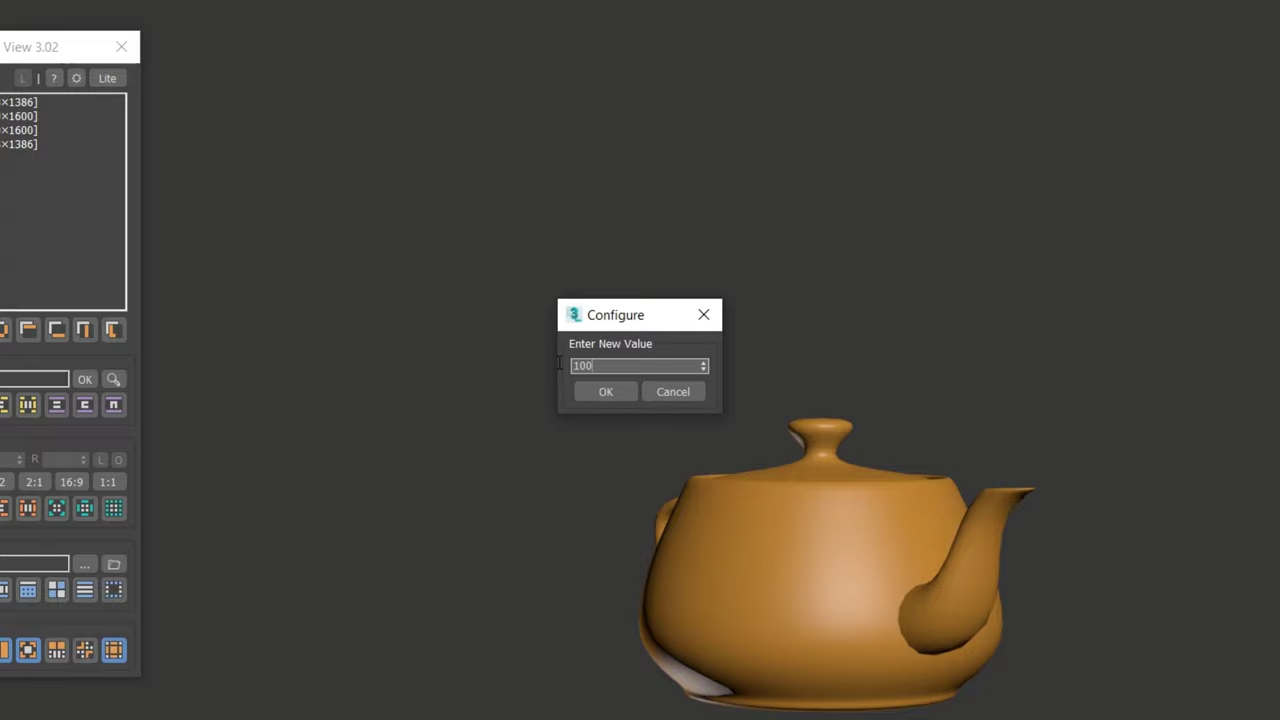 View 3.02
L | ? Lite
×1386]
×1600]
×1600]
×1386]
Configure
Enter New Value
100
OK Cancel
OK
R L O
2 2:1 16:9 1:1
...